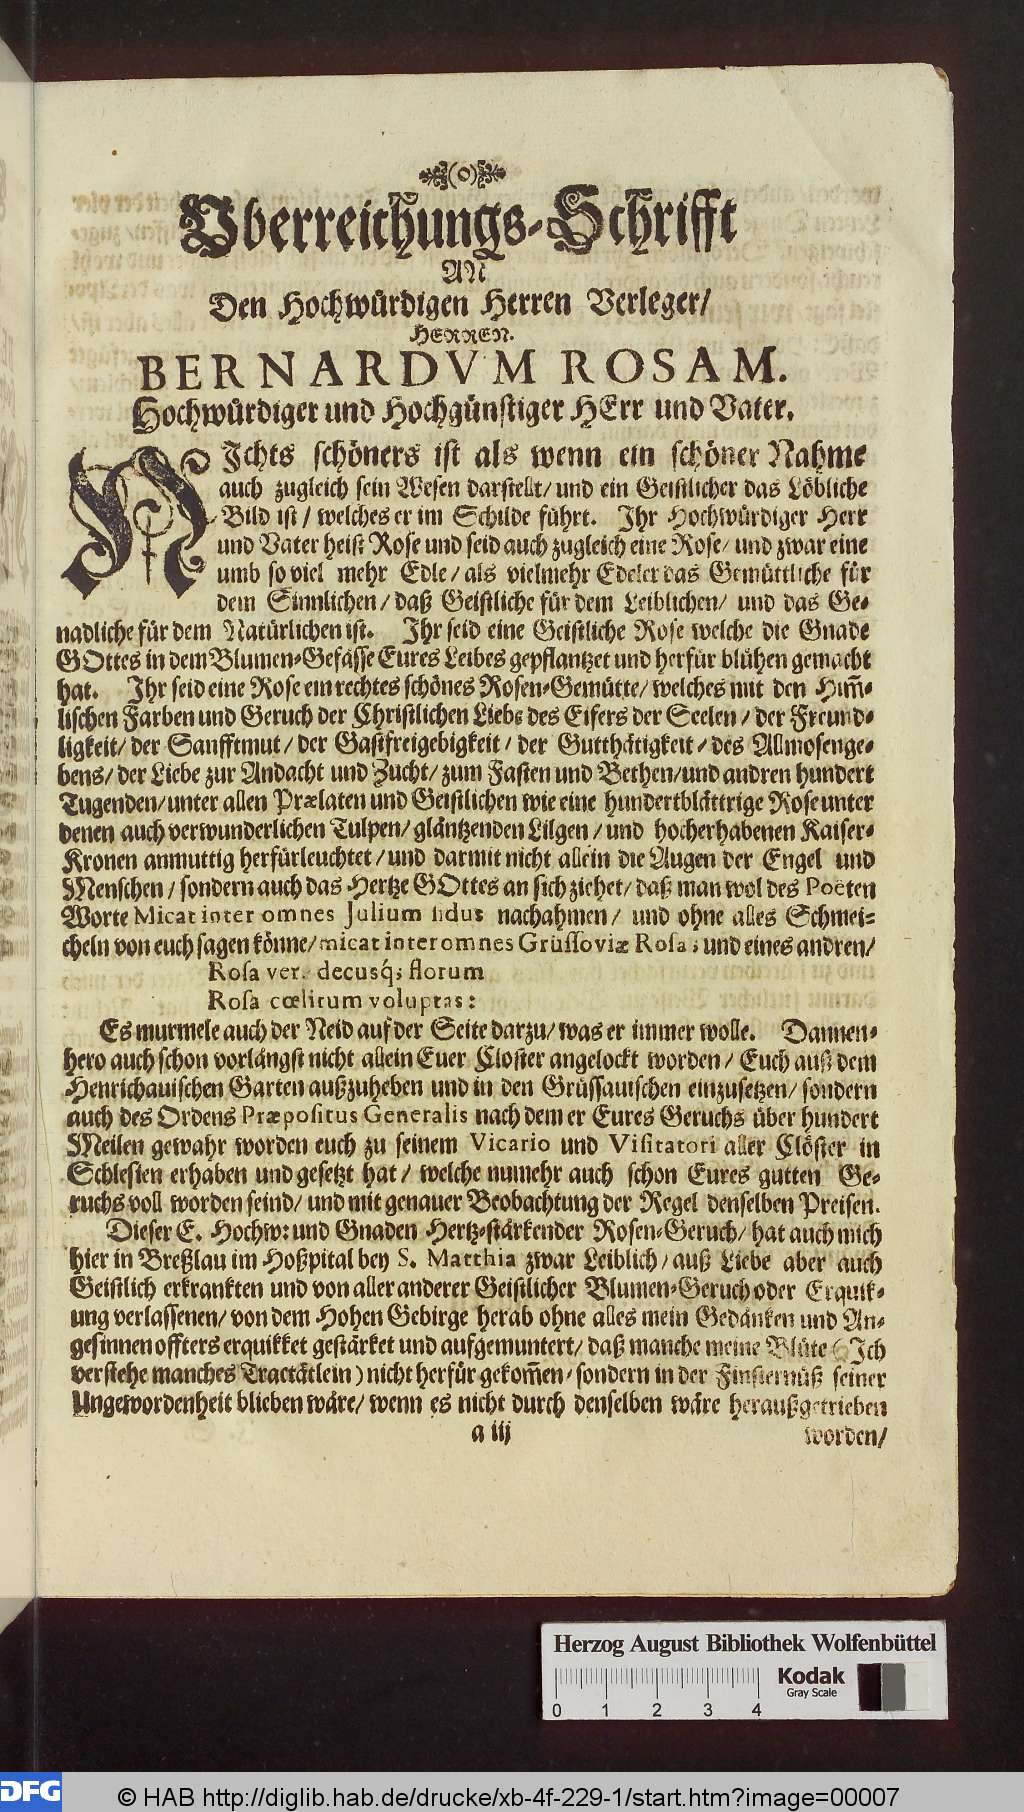 (o)
Vberreichungs-Schrifft
AN
Den Hochwürdigen Herren Verleger/
HERREN.
BERNARDVM ROSAM.
Hochwürdiger und Hochgünstiger HErr und Vater.
NIchts schöners ist als wenn ein schöner Nahme
auch zugleich sein Wesen darstellt/ und ein Geistlicher das Löbliche
Bild ist/ welches er im Schilde führt. Ihr Hochwürdiger Herr
und Vater heist Rose und seid auch zugleich eine Rose/ und zwar eine
umb so viel mehr Edle/ als vielmehr Edeler das Gemüttliche für
dem Sinnlichen/ daß Geistliche für dem Leiblichen/ und das Ge-
nadliche für dem Natürlichen ist. Ihr seid eine Geistliche Rose welche die Gnade
GOttes in dem Blumen-Gefässe Eures Leibes gepflantzet und herfür blühen gemacht
hat. Ihr seid eine Rose ein rechtes schönes Rosen-Gemütte/ welches mit den Him̃-
lischen Farben und Geruch der Christlichen Liebe des Eifers der Seelen/ der Freund-
ligkeit/ der Sanfftmut/ der Gastfreigebigkeit/ der Gutthätigkeit/ des Allmosenge-
bens/ der Liebe zur Andacht und Zucht/ zum Fasten und Bethen/ und andren hundert
Tugenden/ unter allen Prælaten und Geistlichen wie eine hundertblättrige Rose unter
denen auch verwunderlichen Tulpen/ gläntzenden Lilgen/ und hocherhabenen Kaiser-
Kronen anmuttig herfürleuchtet/ und darmit nicht allein die Augen der Engel und
Menschen/ sondern auch das Hertze GOttes an sich ziehet/ daß man wol des Poëten
Worte Micat inter omnes Julium sidus nachahmen/ und ohne alles Schmei-
cheln von euch sagen könne/ micat inter omnes Grüssoviæ Rosa; und eines andren/
Rosa ver. decusq́; florum
Rosa cœlitum voluptas:
Es murmele auch der Neid auf der Seite darzu/ was er immer wolle. Dannen-
hero auch schon vorlängst nicht allein Euer Closter angelockt worden/ Euch auß dem
Henrichauischen Garten außzuheben und in den Grüssauischen einzusetzen/ sondern
auch des Ordens Præpositus Generalis nach dem er Eures Geruchs über hundert
Meilen gewahr worden euch zu seinem Vicario und Visitatori aller Clöster in
Schlesien erhaben und gesetzt hat/ welche numehr auch schon Eures gutten Ge-
ruchs voll worden seind/ und mit genauer Beobachtung der Regel denselben Preisen.
Dieser E. Hochw: und Gnaden Hertz-stärkender Rosen-Geruch/ hat auch mich
hier in Breßlau im Hoßpital bey S. Matthia zwar Leiblich/ auß Liebe aber auch
Geistlich erkrankten und von aller anderer Geistlicher Blumen-Geruch oder Erquik-
ung verlassenen/ von dem Hohen Gebirge herab ohne alles mein Gedänken und An-
gesinnen offters erquikket gestärket und aufgemuntert/ daß manche meine Blüte (Ich
verstehe manches Tractätlein) nicht herfür gekom̃en/ sondern in der Finsternüß seiner
Ungewordenheit blieben wäre/ wenn es nicht durch denselben wäre heraußgetrieben
a iij
worden/
Herzog August Bibliothek Wolfenbüttel
Kodak
Gray Scale
0 1 2 3 4
DFG
© HAB http://diglib.hab.de/drucke/xb-4f-229-1/start.htm?image=00007